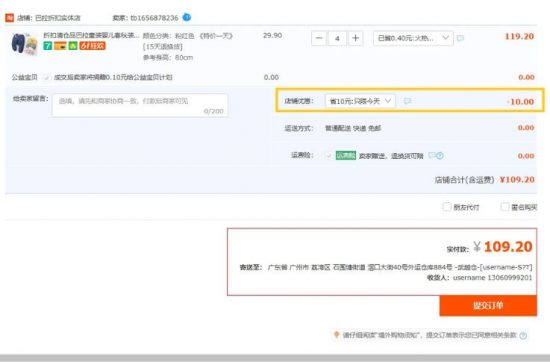 淘 店铺：巴拉折扣实体店 卖家：tb1656878236
折扣清仓品巴拉童装婴儿春秋装... 颜色分类：粉红色 《特价一天》 29.90 − 4 + 已省0.40元:火热... 119.20
[15天退换货]
7 61狂欢
参考身高：80cm
公益宝贝 成交后卖家将捐赠0.10元给公益宝贝计划 0.00 0.00
给卖家留言： 选填，请先和商家协商一致，付款后商家可见 店铺优惠： 省10元:只限今天 -10.00
0/200
运送方式： 普通配送 快递 免邮 0.00
运费险： 运费险 卖家赠送，退换货可赔 0.00
店铺合计(含运费) ¥109.20
朋友代付 匿名购买
实付款： ¥109.20
寄送至： 广东省 广州市 荔湾区 石围塘街道 涌口大街40号外运仓库884号 -[username-S7T]
收货人： username 13060999201
提交订单
请仔细阅读"境外购物须知"，提交订单表示您已同意相关条款